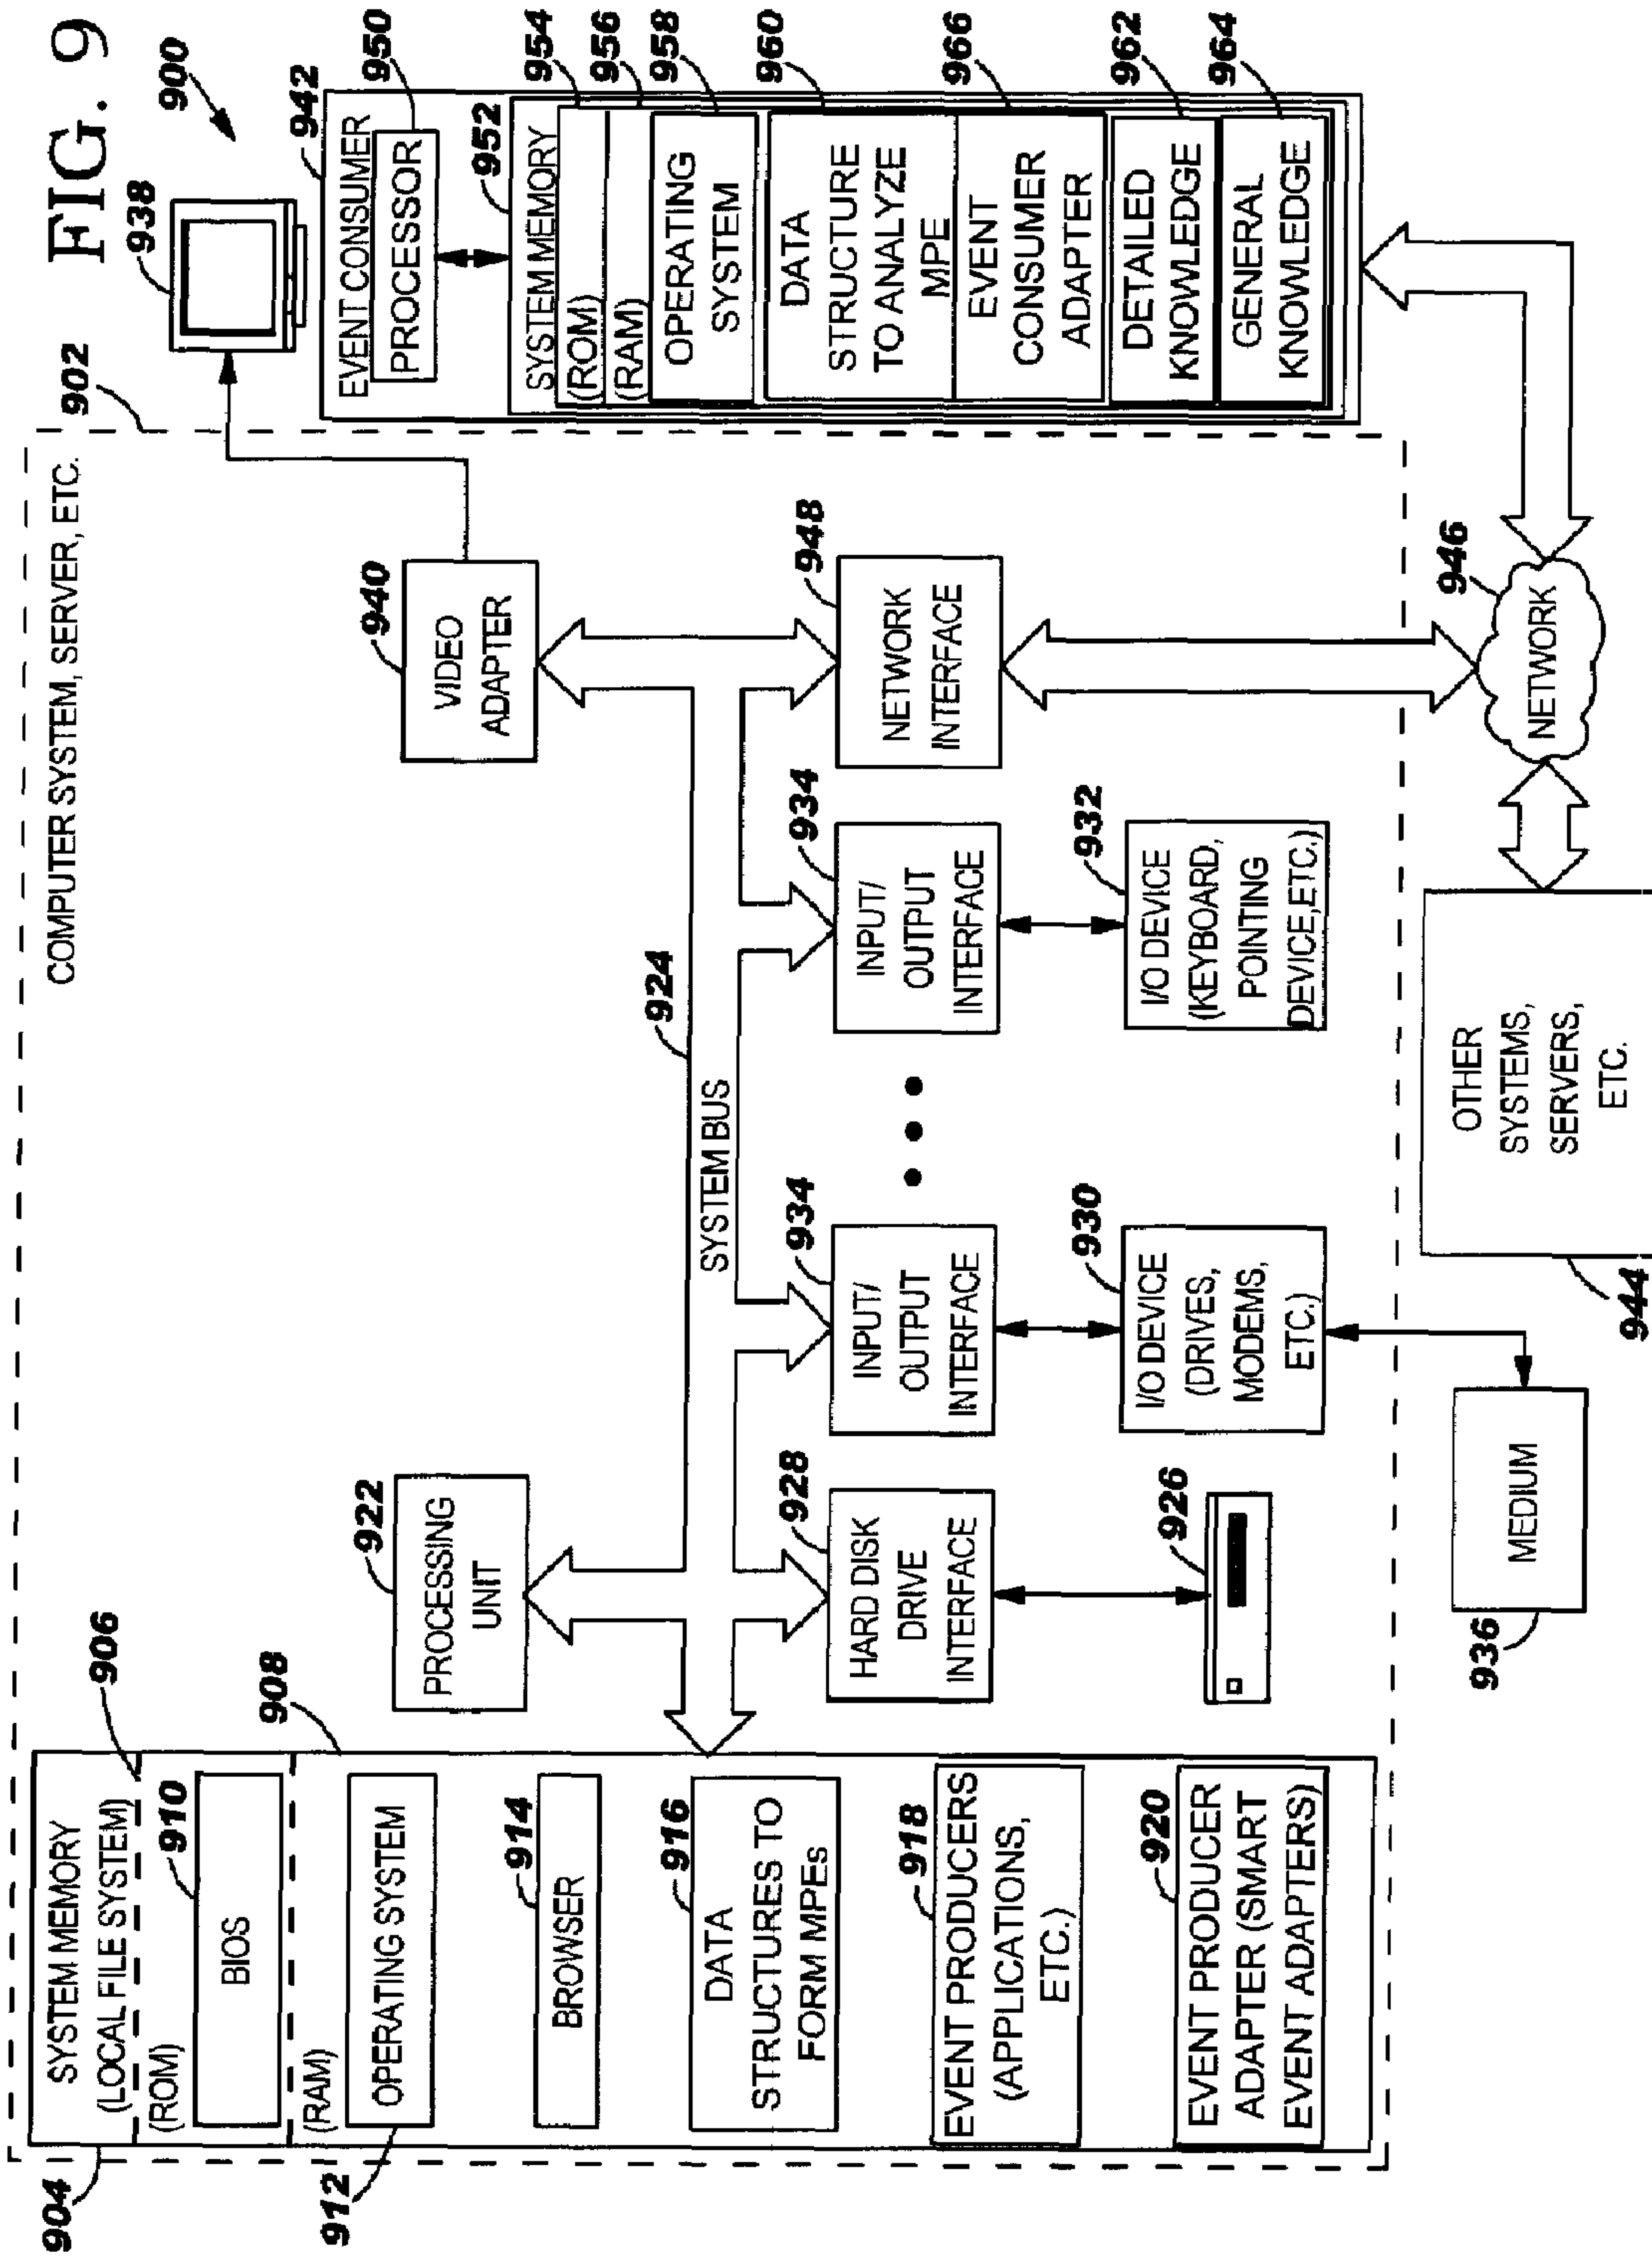 FIG. 9
900
902
COMPUTER SYSTEM, SERVER, ETC.
904
SYSTEM MEMORY
(LOCAL FILE SYSTEM)
906
(ROM)
910
BIOS
908
(RAM)
912
OPERATING SYSTEM
914
BROWSER
916
DATA
STRUCTURES TO
FORM MPEs
918
EVENT PRODUCERS
(APPLICATIONS,
ETC.)
920
EVENT PRODUCER
ADAPTER (SMART
EVENT ADAPTERS)
922
PROCESSING
UNIT
924
SYSTEM BUS
928
HARD DISK
DRIVE
INTERFACE
926
934
INPUT/
OUTPUT
INTERFACE
930
I/O DEVICE
(DRIVES,
MODEMS,
ETC.)
936
MEDIUM
934
INPUT/
OUTPUT
INTERFACE
932
I/O DEVICE
(KEYBOARD,
POINTING
DEVICE,ETC.)
940
VIDEO
ADAPTER
948
NETWORK
INTERFACE
946
NETWORK
944
OTHER
SYSTEMS,
SERVERS,
ETC.
938
942
EVENT CONSUMER
950
PROCESSOR
952
SYSTEM MEMORY
954
(ROM)
956
(RAM)
958
OPERATING
SYSTEM
960
DATA
STRUCTURE
TO ANALYZE
MPE
966
EVENT
CONSUMER
ADAPTER
962
DETAILED
KNOWLEDGE
964
GENERAL
KNOWLEDGE